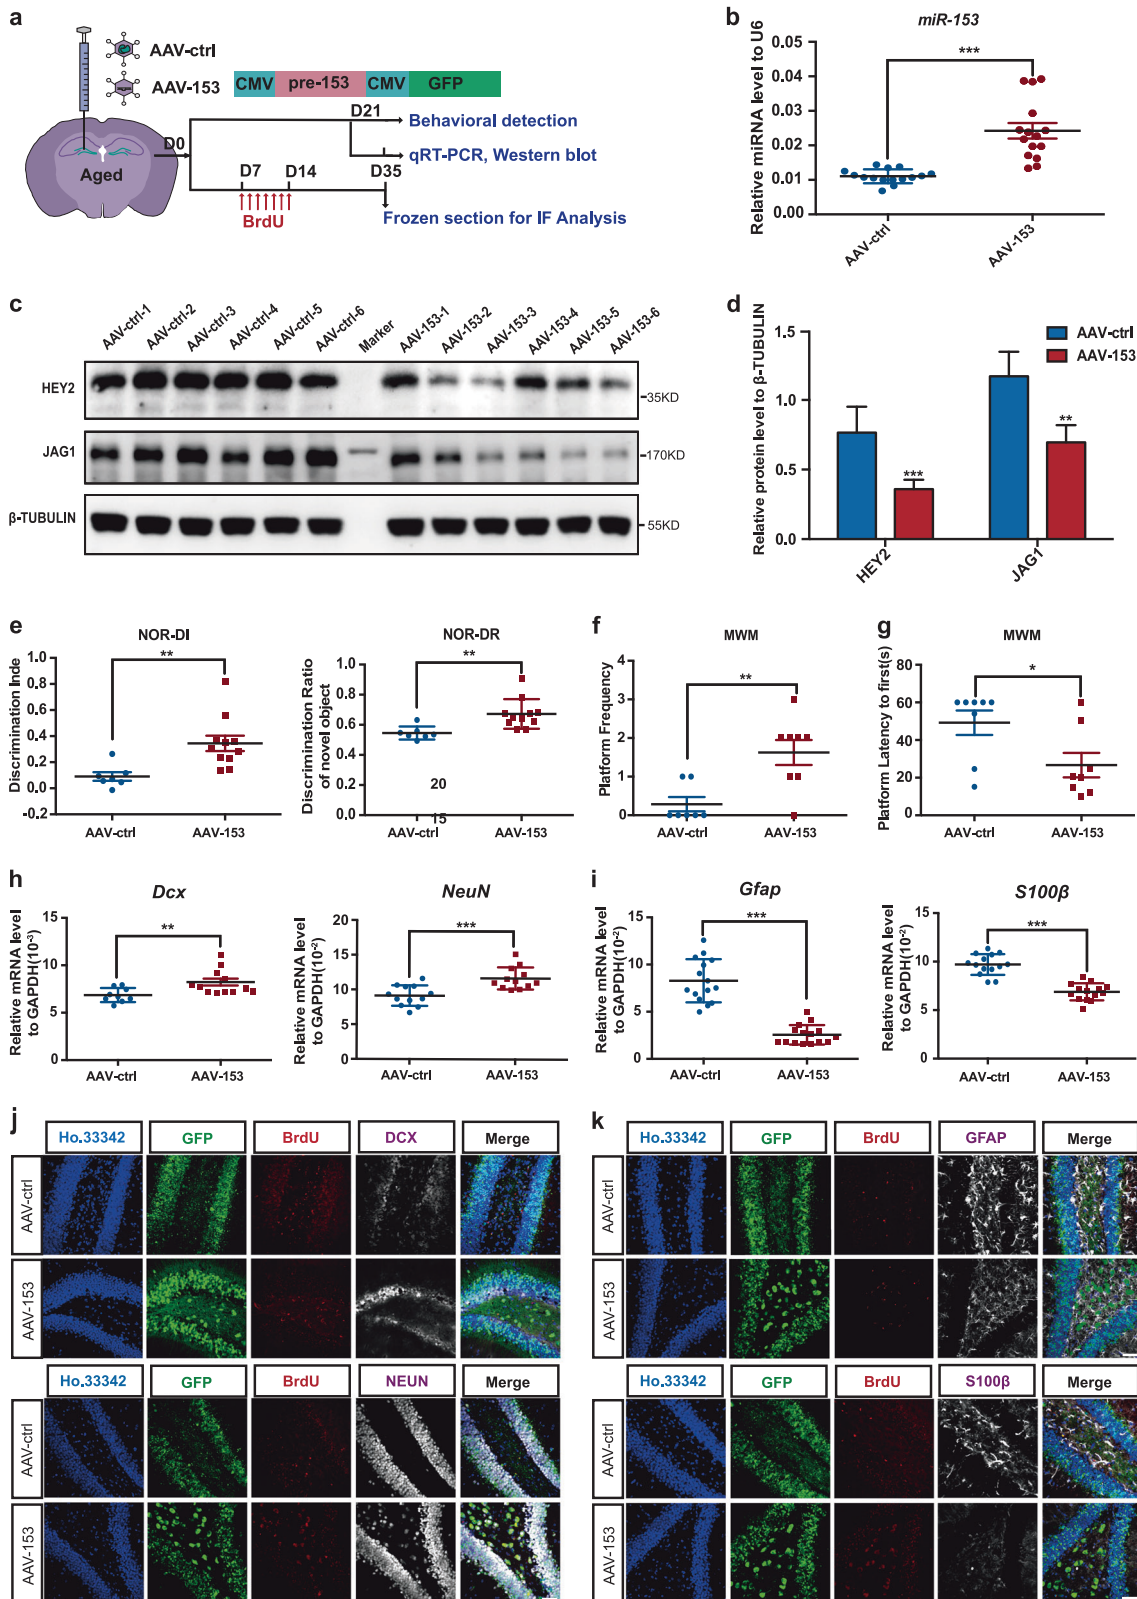 a
AAV-ctrl
AAV-153
CMV pre-153 CMV GFP
Aged
D0
D21
Behavioral detection
qRT-PCR, Western blot
D35
D7 D14
BrdU
Frozen section for IF Analysis
b
miR-153
***
Relative miRNA level to U6
0.05
0.04
0.03
0.02
0.01
0.00
AAV-ctrl
AAV-153
c
AAV-ctrl-1 AAV-ctrl-2 AAV-ctrl-3 AAV-ctrl-4 AAV-ctrl-5 AAV-ctrl-6 Marker AAV-153-1 AAV-153-2 AAV-153-3 AAV-153-4 AAV-153-5 AAV-153-6
HEY2
-35KD
JAG1
-170KD
β-TUBULIN
55KD
d
Relative protein level to β-TUBULIN
1.5
1.0
0.5
0.0
AAV-ctrl
AAV-153
***
**
HEY2
JAG1
e
NOR-DI
**
Discrimination Inde
1.0
0.8
0.6
0.4
0.2
0.0
-0.2
AAV-ctrl AAV-153
NOR-DR
**
Discrimination Ratio
of novel object
1.0
0.8
0.6
0.4
0.2
0.0
20
15
AAV-ctrl AAV-153
f
MWM
**
Platform Frequency
4
3
2
1
0
AAV-ctrl AAV-153
g
MWM
*
Platform Latency to first(s)
80
60
40
20
0
AAV-ctrl AAV-153
h
Dcx
**
Relative mRNA level
to GAPDH(10⁻³)
15
10
5
0
AAV-ctrl AAV-153
NeuN
***
Relative mRNA level
to GAPDH(10⁻²)
20
15
10
5
0
AAV-ctrl AAV-153
i
Gfap
***
Relative mRNA level
to GAPDH(10⁻²)
15
10
5
0
AAV-ctrl AAV-153
S100β
***
Relative mRNA level
to GAPDH(10⁻²)
15
10
5
0
AAV-ctrl AAV-153
j
Ho.33342 GFP BrdU DCX Merge
AAV-ctrl
AAV-153
Ho.33342 GFP BrdU NEUN Merge
AAV-ctrl
AAV-153
k
Ho.33342 GFP BrdU GFAP Merge
AAV-ctrl
AAV-153
Ho.33342 GFP BrdU S100β Merge
AAV-ctrl
AAV-153